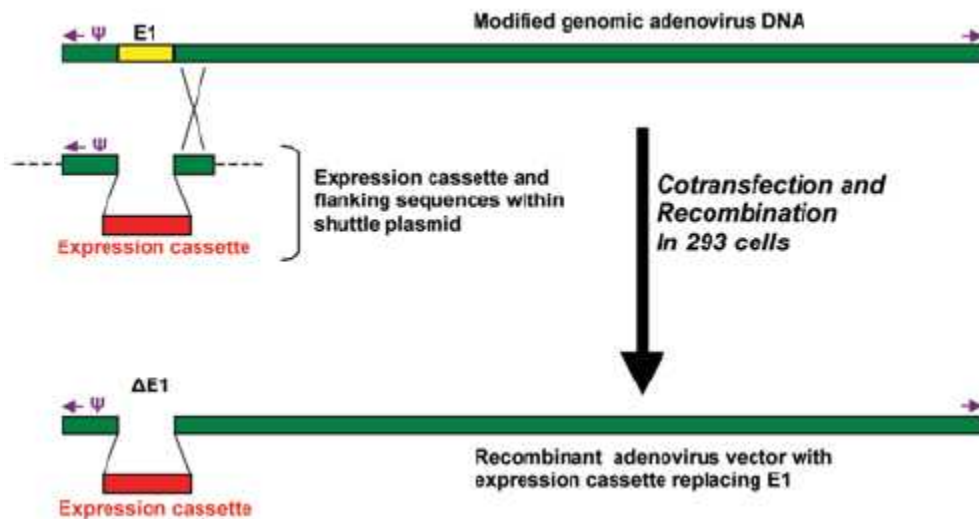 Modified genomic adenovirus DNA
Ψ
E1
Ψ
Expression cassette
Expression cassette and
flanking sequences within
shuttle plasmid
Cotransfection and
Recombination
In 293 cells
ΔE1
Ψ
Expression cassette
Recombinant adenovirus vector with
expression cassette replacing E1